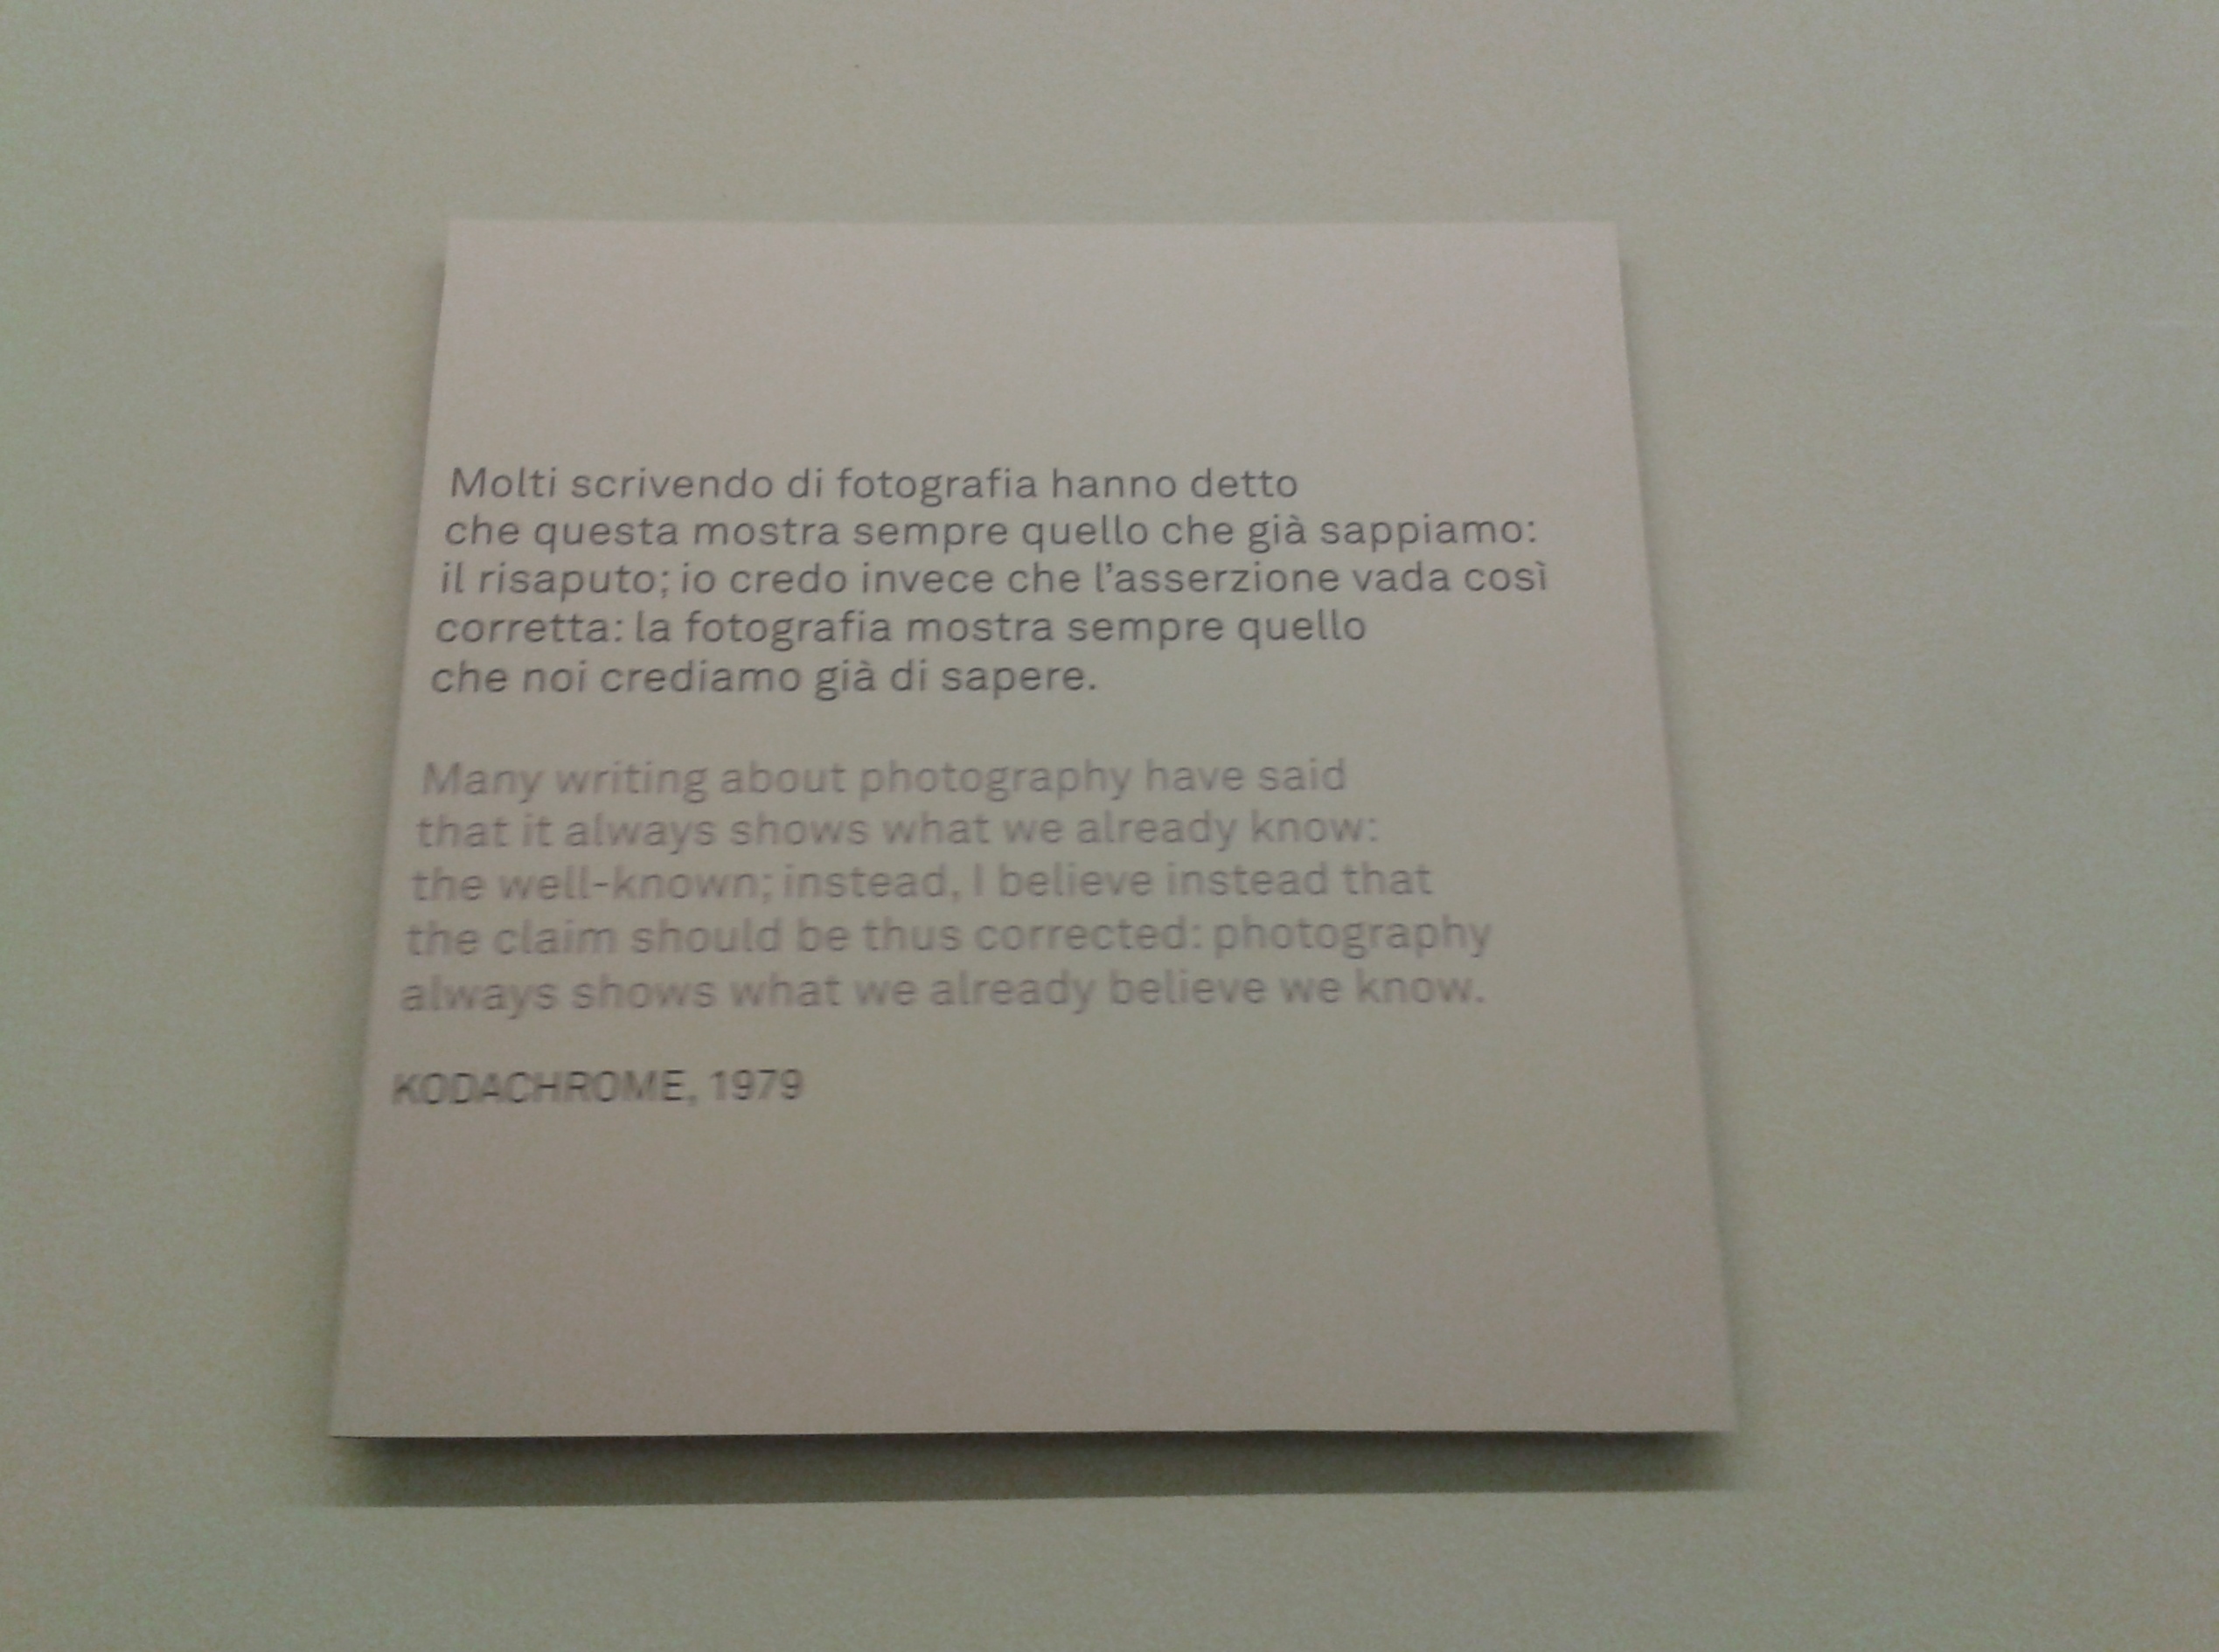 Molti scrivendo di fotografia hanno detto
che questa mostra sempre quello che già sappiamo:
il risaputo; io credo invece che l’asserzione vada così
corretta: la fotografia mostra sempre quello
che noi crediamo già di sapere.
Many writing about photography have said
that it always shows what we already know:
the well-known; instead, I believe instead that
the claim should be thus corrected: photography
always shows what we already believe we know.
KODACHROME, 1979